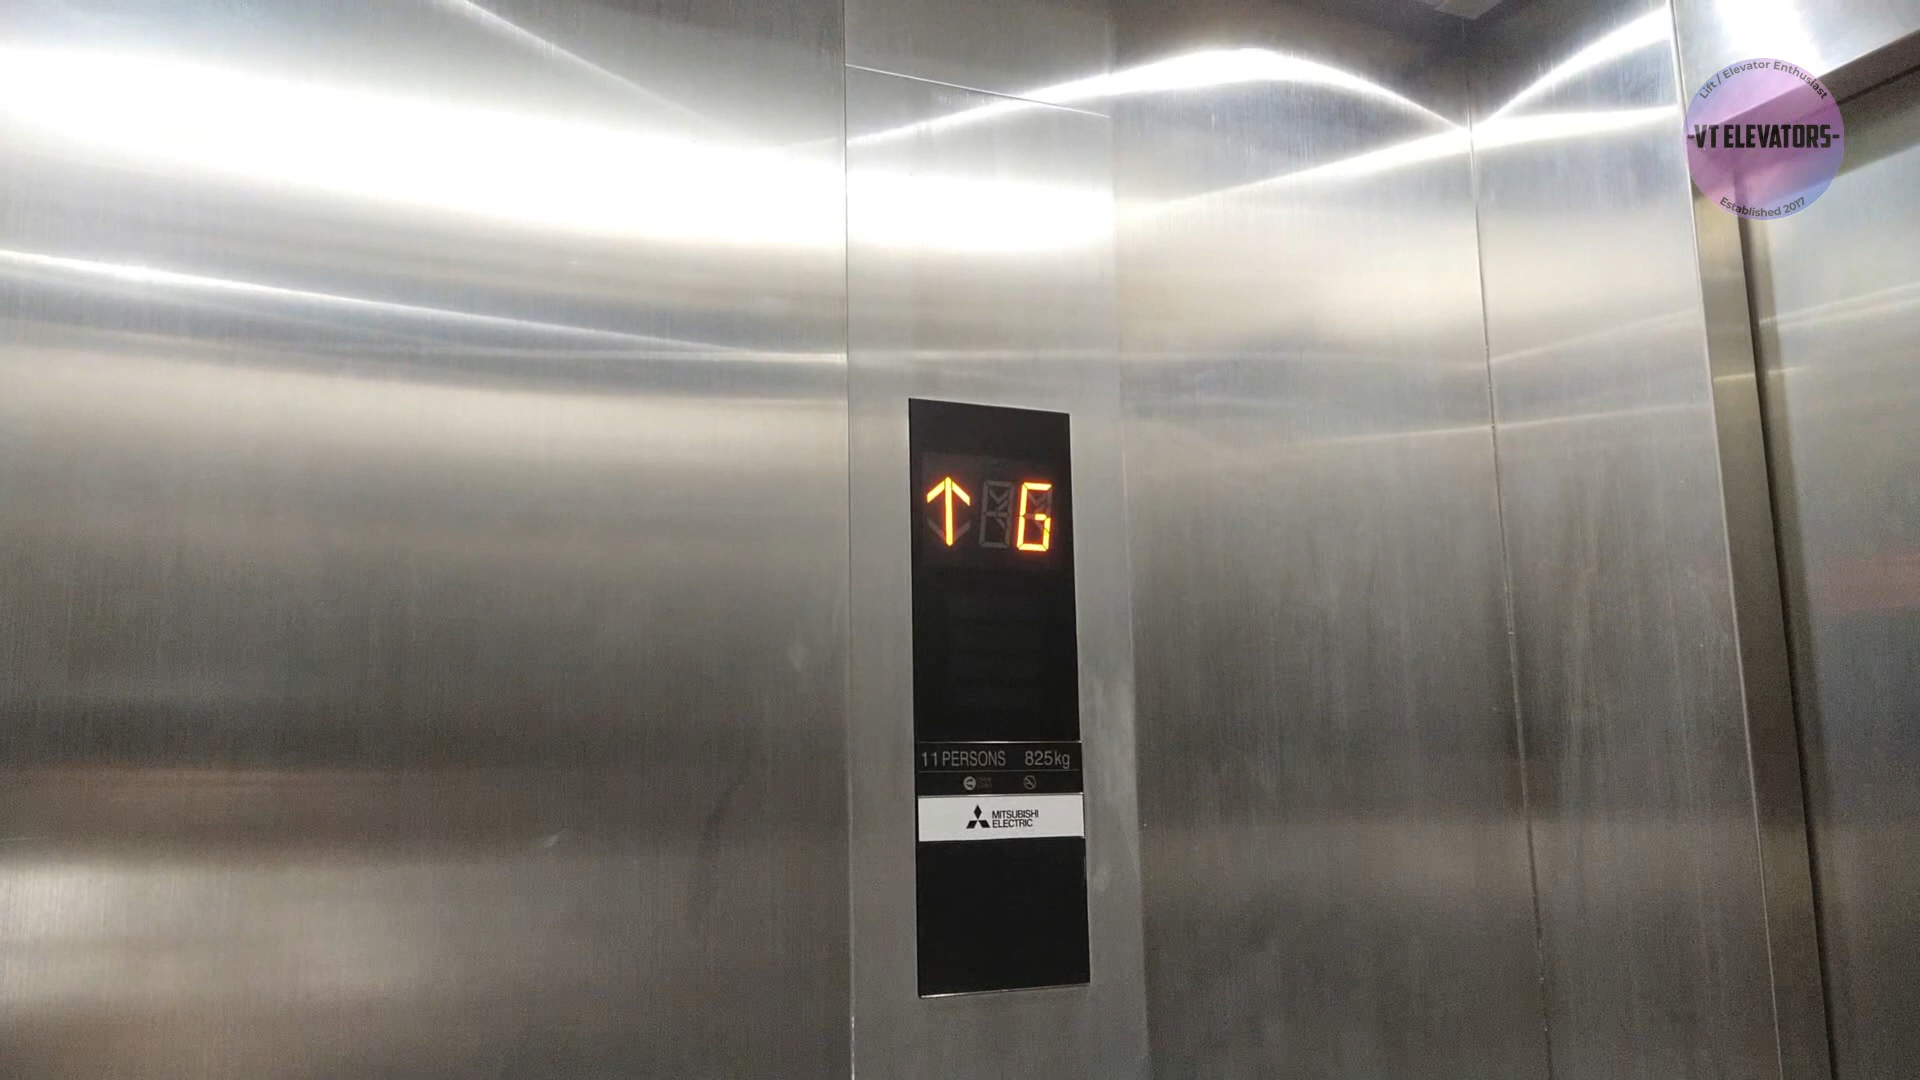 Lift / Elevator Enthusiast
-VT ELEVATORS-
Established 2017
↑ G
11 PERSONS 825kg
MITSUBISHI
ELECTRIC